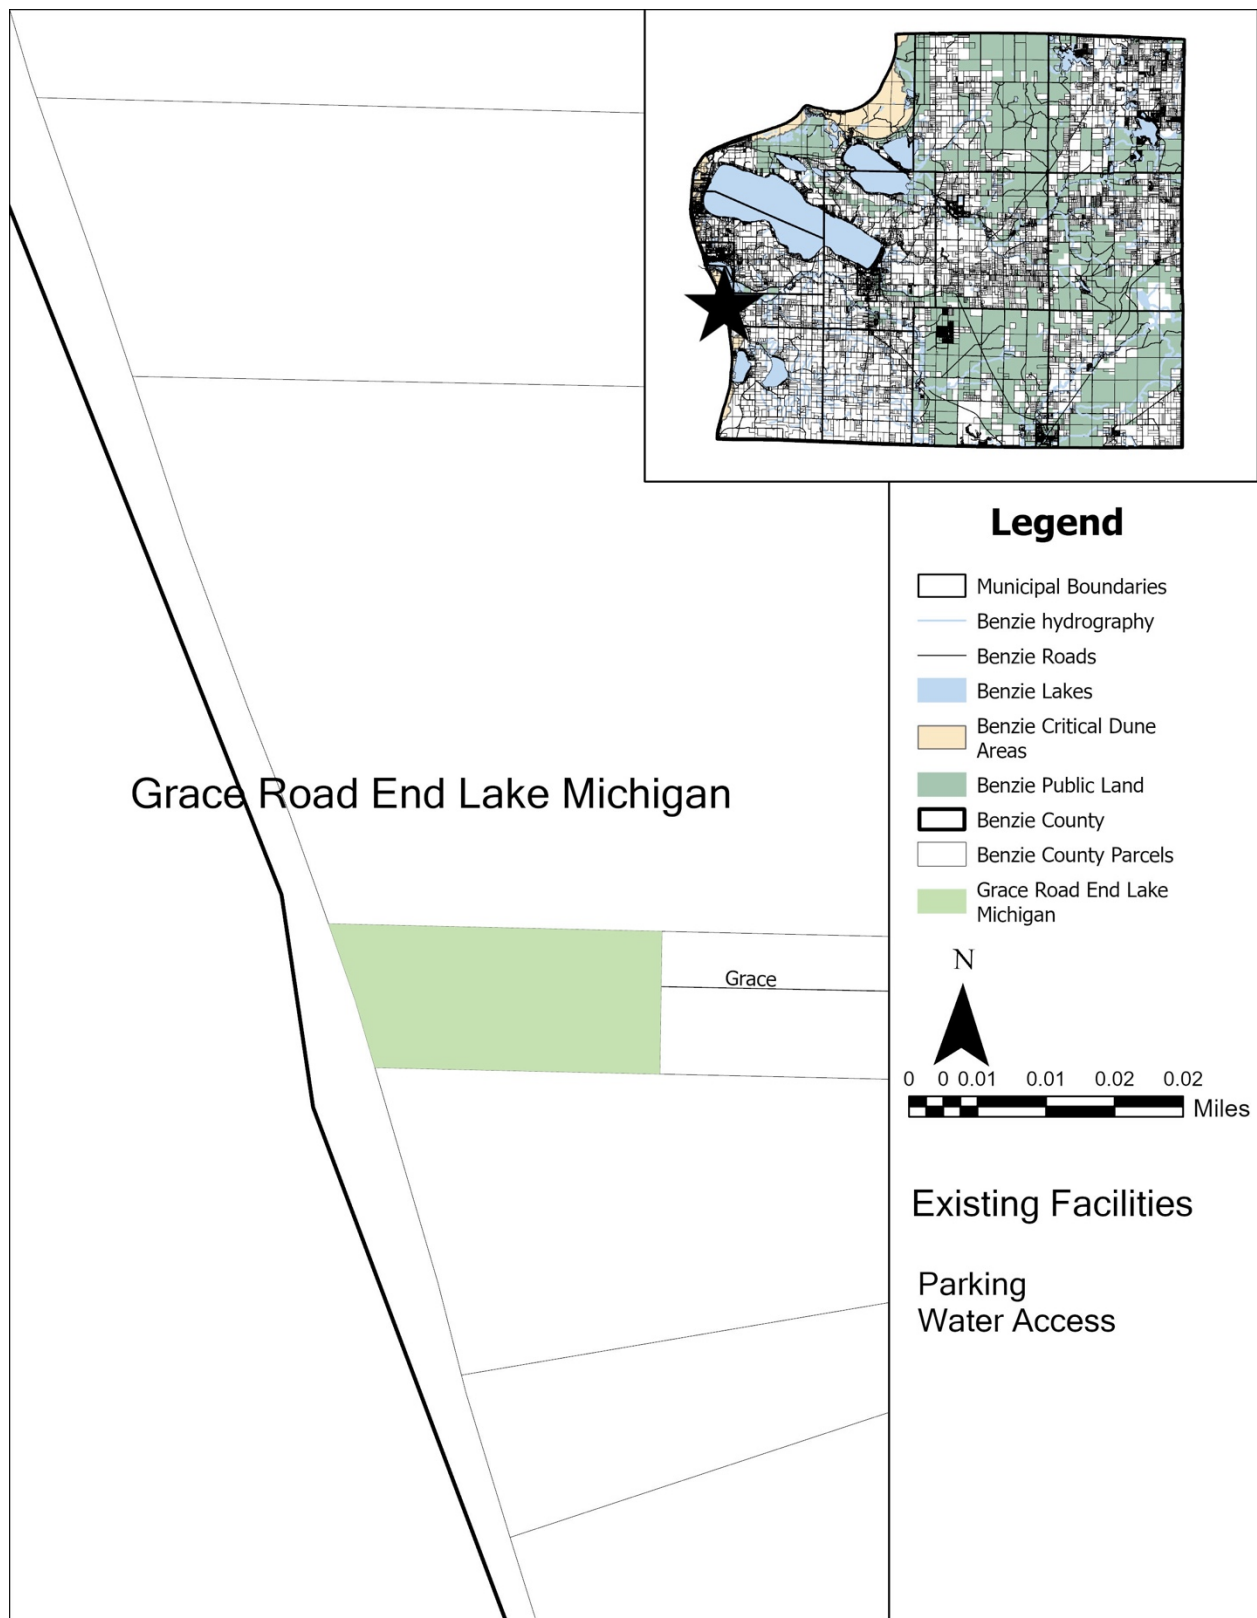 Legend
Municipal Boundaries
Benzie hydrography
Benzie Roads
Benzie Lakes
Benzie Critical Dune
Areas
Benzie Public Land
Benzie County
Benzie County Parcels
Grace Road End Lake
Michigan
Grace Road End Lake Michigan
Grace
N
0 0 0.01 0.01 0.02 0.02
Miles
Existing Facilities
Parking
Water Access